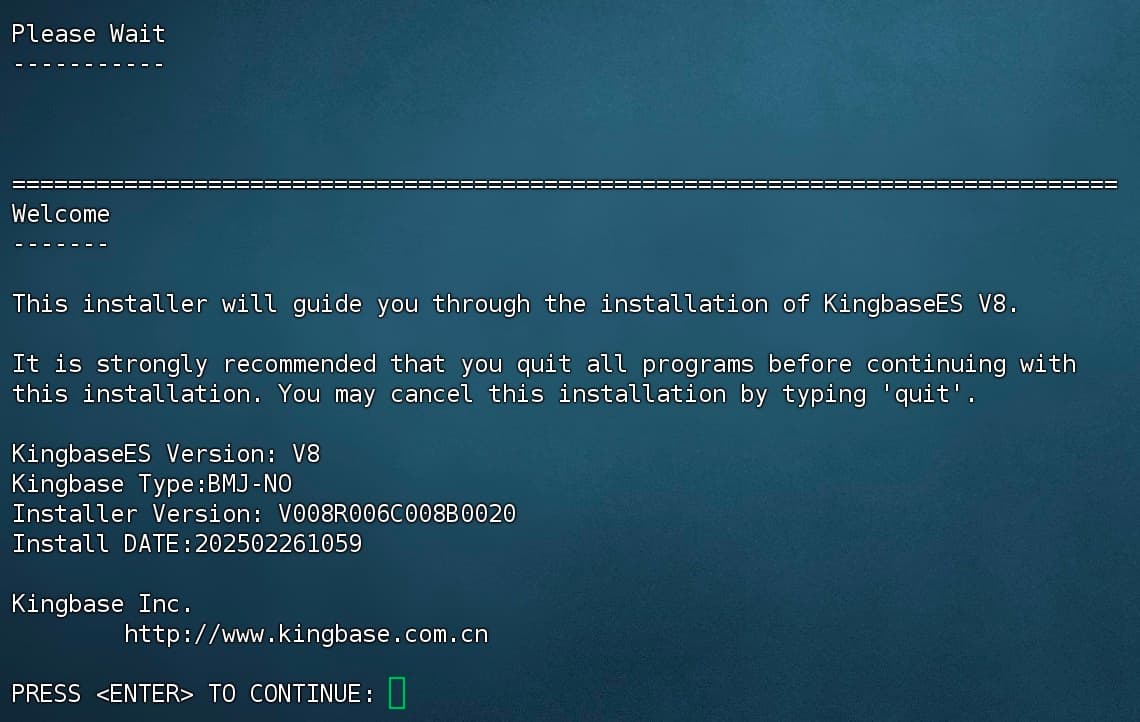 Please Wait
-----------
===============================================================================
Welcome
-------
This installer will guide you through the installation of KingbaseES V8.
It is strongly recommended that you quit all programs before continuing with
this installation. You may cancel this installation by typing 'quit'.
KingbaseES Version: V8
Kingbase Type:BMJ-NO
Installer Version: V008R006C008B0020
Install DATE:202502261059
Kingbase Inc.
        http://www.kingbase.com.cn
PRESS <ENTER> TO CONTINUE: